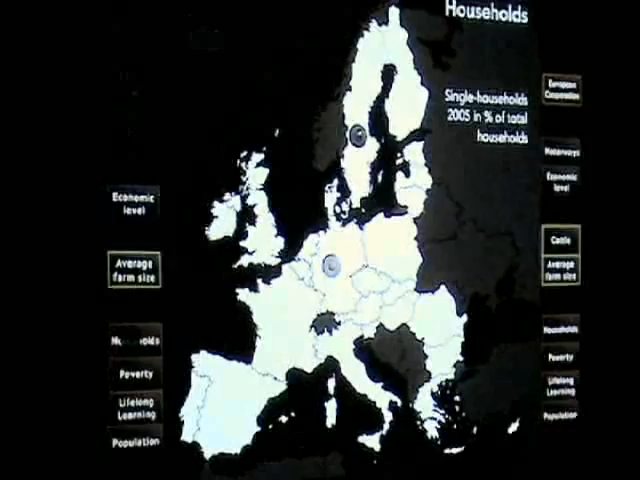 Households
Single-households
2005 in % of total
households
Economic
level
Average
farm size
Poverty
Lifelong
Learning
Population
European
Cooperation
Motorways
Economic
level
Cattle
Average
farm size
Households
Poverty
Lifelong
Learning
Population